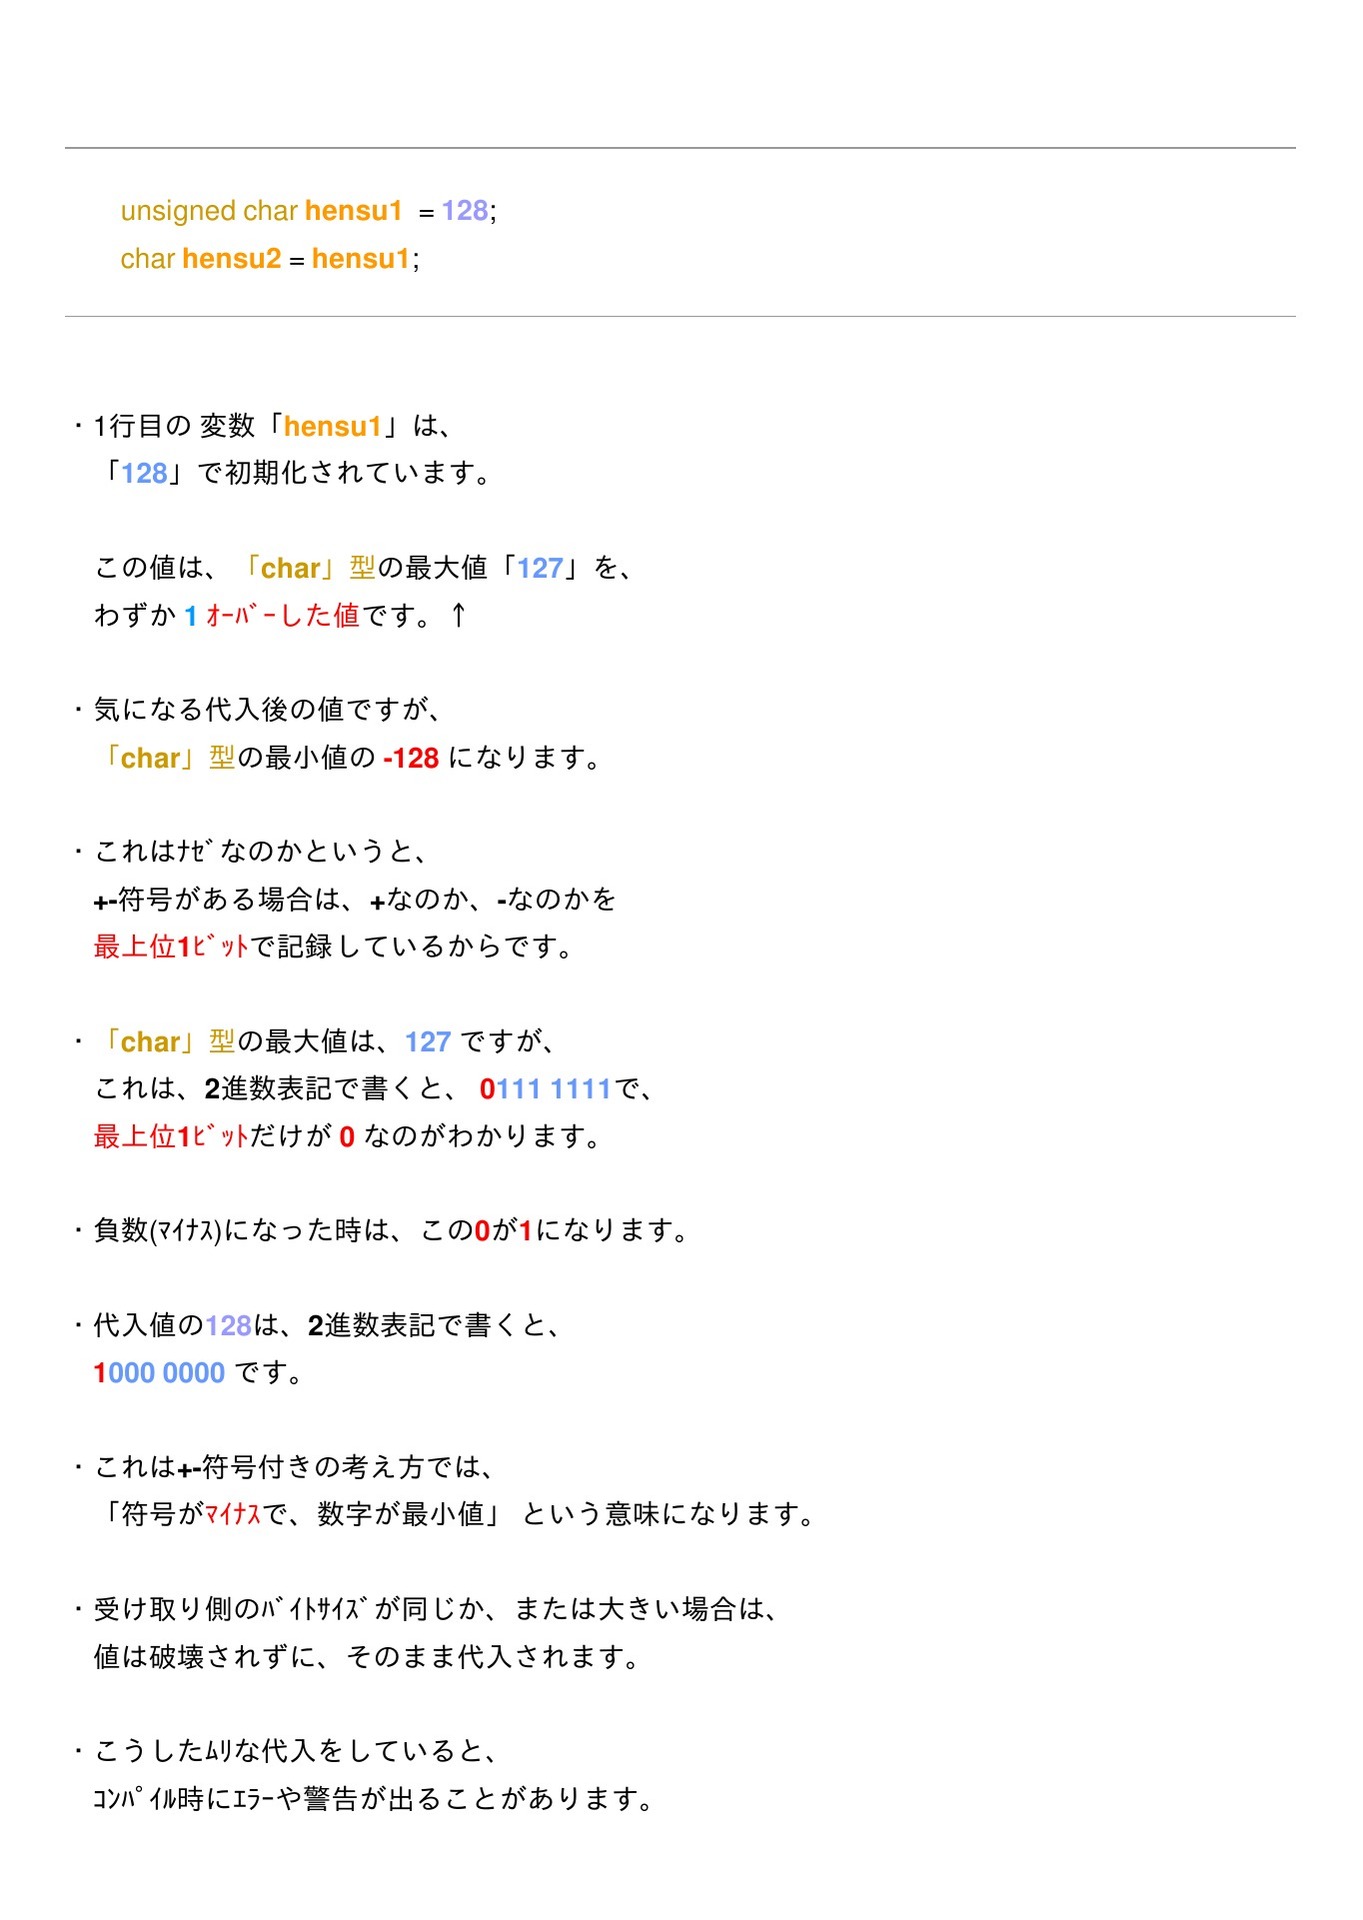 unsigned char hensu1 = 128;
char hensu2 = hensu1;
・1行目の 変数「hensu1」は、
「128」で初期化されています。
この値は、「char」型の最大値「127」を、
わずか 1 ｵｰﾊﾞｰした値です。↑
・気になる代入後の値ですが、
「char」型の最小値の -128 になります。
・これはﾅｾﾞなのかというと、
+-符号がある場合は、+なのか、-なのかを
最上位1ﾋﾞｯﾄで記録しているからです。
・「char」型の最大値は、127 ですが、
これは、2進数表記で書くと、 0111 1111で、
最上位1ﾋﾞｯﾄだけが 0 なのがわかります。
・負数(ﾏｲﾅｽ)になった時は、この0が1になります。
・代入値の128は、2進数表記で書くと、
1000 0000 です。
・これは+-符号付きの考え方では、
「符号がﾏｲﾅｽで、数字が最小値」 という意味になります。
・受け取り側のﾊﾞｲﾄｻｲｽﾞが同じか、または大きい場合は、
値は破壊されずに、そのまま代入されます。
・こうしたﾑﾘな代入をしていると、
ｺﾝﾊﾟｲﾙ時にｴﾗｰや警告が出ることがあります。